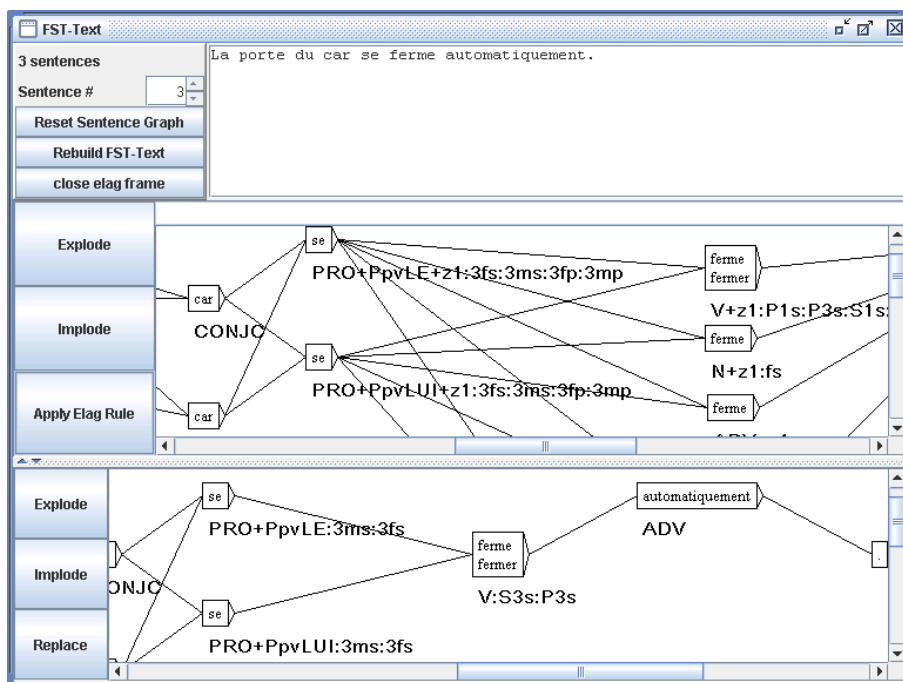 FST-Text
3 sentences
Sentence # 3
Reset Sentence Graph
Rebuild FST-Text
close elag frame
La porte du car se ferme automatiquement.
Explode
Implode
Apply Elag Rule
se
PRO+PpvLE+z1:3fs:3ms:3fp:3mp
car
CONJC
se
PRO+PpvLUI+z1:3fs:3ms:3fp:3mp
car
ferme
fermer
V+z1:P1s:P3s:S1s:
ferme
N+z1:fs
ferme
Explode
Implode
Replace
se
PRO+PpvLE:3ms:3fs
ONJC
se
PRO+PpvLUI:3ms:3fs
ferme
fermer
V:S3s:P3s
automatiquement
ADV
.